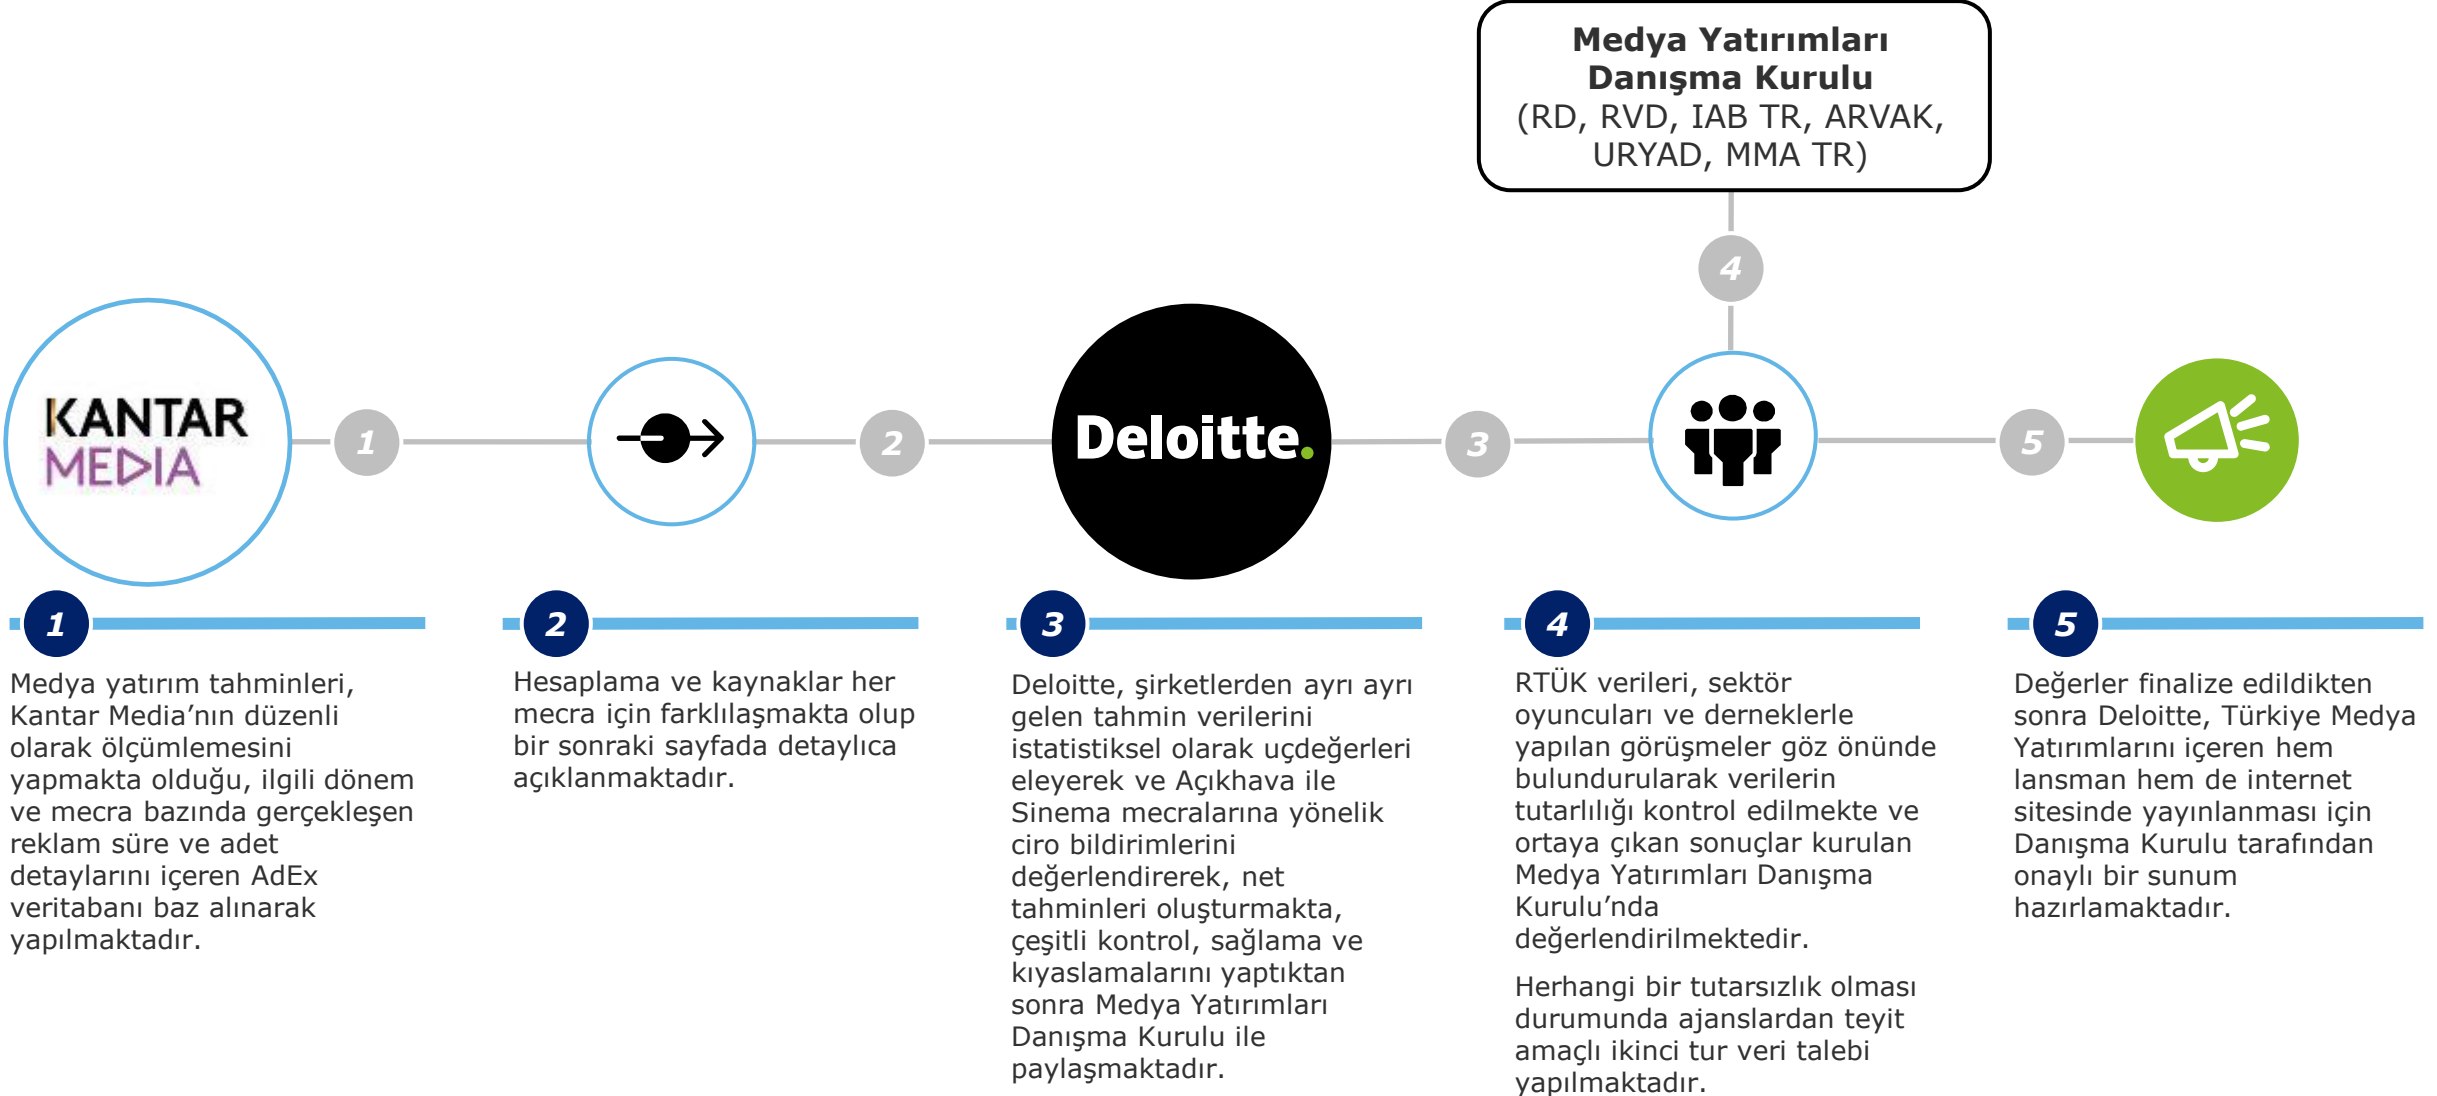 Medya Yatırımları
Danışma Kurulu
(RD, RVD, IAB TR, ARVAK,
URYAD, MMA TR)
4
KANTAR
MEDIA
1
2
Deloitte.
3
5
1
Medya yatırım tahminleri,
Kantar Media’nın düzenli
olarak ölçümlemesini
yapmakta olduğu, ilgili dönem
ve mecra bazında gerçekleşen
reklam süre ve adet
detaylarını içeren AdEx
veritabanı baz alınarak
yapılmaktadır.
2
Hesaplama ve kaynaklar her
mecra için farklılaşmakta olup
bir sonraki sayfada detaylıca
açıklanmaktadır.
3
Deloitte, şirketlerden ayrı ayrı
gelen tahmin verilerini
istatistiksel olarak uçdeğerleri
eleyerek ve Açıkhava ile
Sinema mecralarına yönelik
ciro bildirimlerini
değerlendirerek, net
tahminleri oluşturmakta,
çeşitli kontrol, sağlama ve
kıyaslamalarını yaptıktan
sonra Medya Yatırımları
Danışma Kurulu ile
paylaşmaktadır.
4
RTÜK verileri, sektör
oyuncuları ve derneklerle
yapılan görüşmeler göz önünde
bulundurularak verilerin
tutarlılığı kontrol edilmekte ve
ortaya çıkan sonuçlar kurulan
Medya Yatırımları Danışma
Kurulu’nda
değerlendirilmektedir.
Herhangi bir tutarsızlık olması
durumunda ajanslardan teyit
amaçlı ikinci tur veri talebi
yapılmaktadır.
5
Değerler finalize edildikten
sonra Deloitte, Türkiye Medya
Yatırımlarını içeren hem
lansman hem de internet
sitesinde yayınlanması için
Danışma Kurulu tarafından
onaylı bir sunum
hazırlamaktadır.